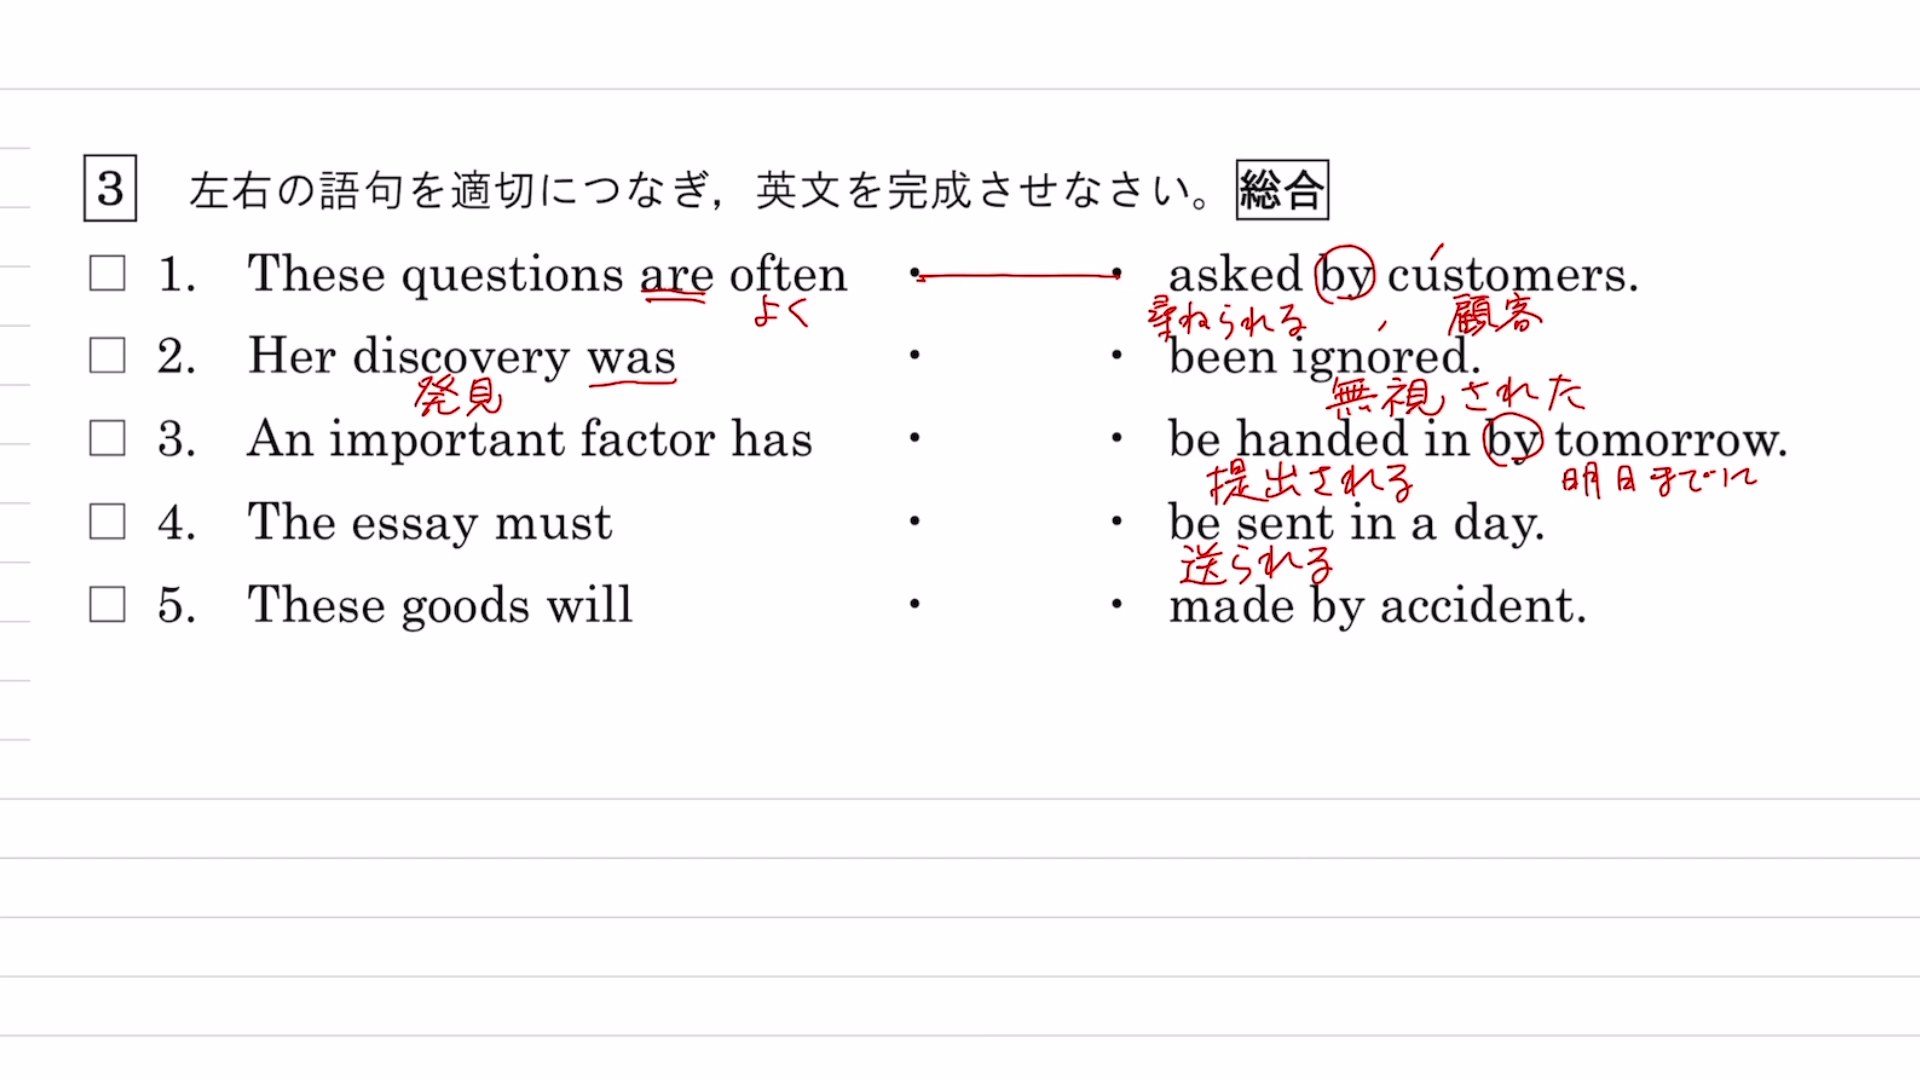 3 左右の語句を適切につなぎ，英文を完成させなさい。 総合
□ 1. These questions are often ・ ・ asked by customers.
よく 尋ねられる 顧客
□ 2. Her discovery was ・ ・ been ignored.
発見 無視された
□ 3. An important factor has ・ ・ be handed in by tomorrow.
提出される 明日までに
□ 4. The essay must ・ ・ be sent in a day.
送られる
□ 5. These goods will ・ ・ made by accident.